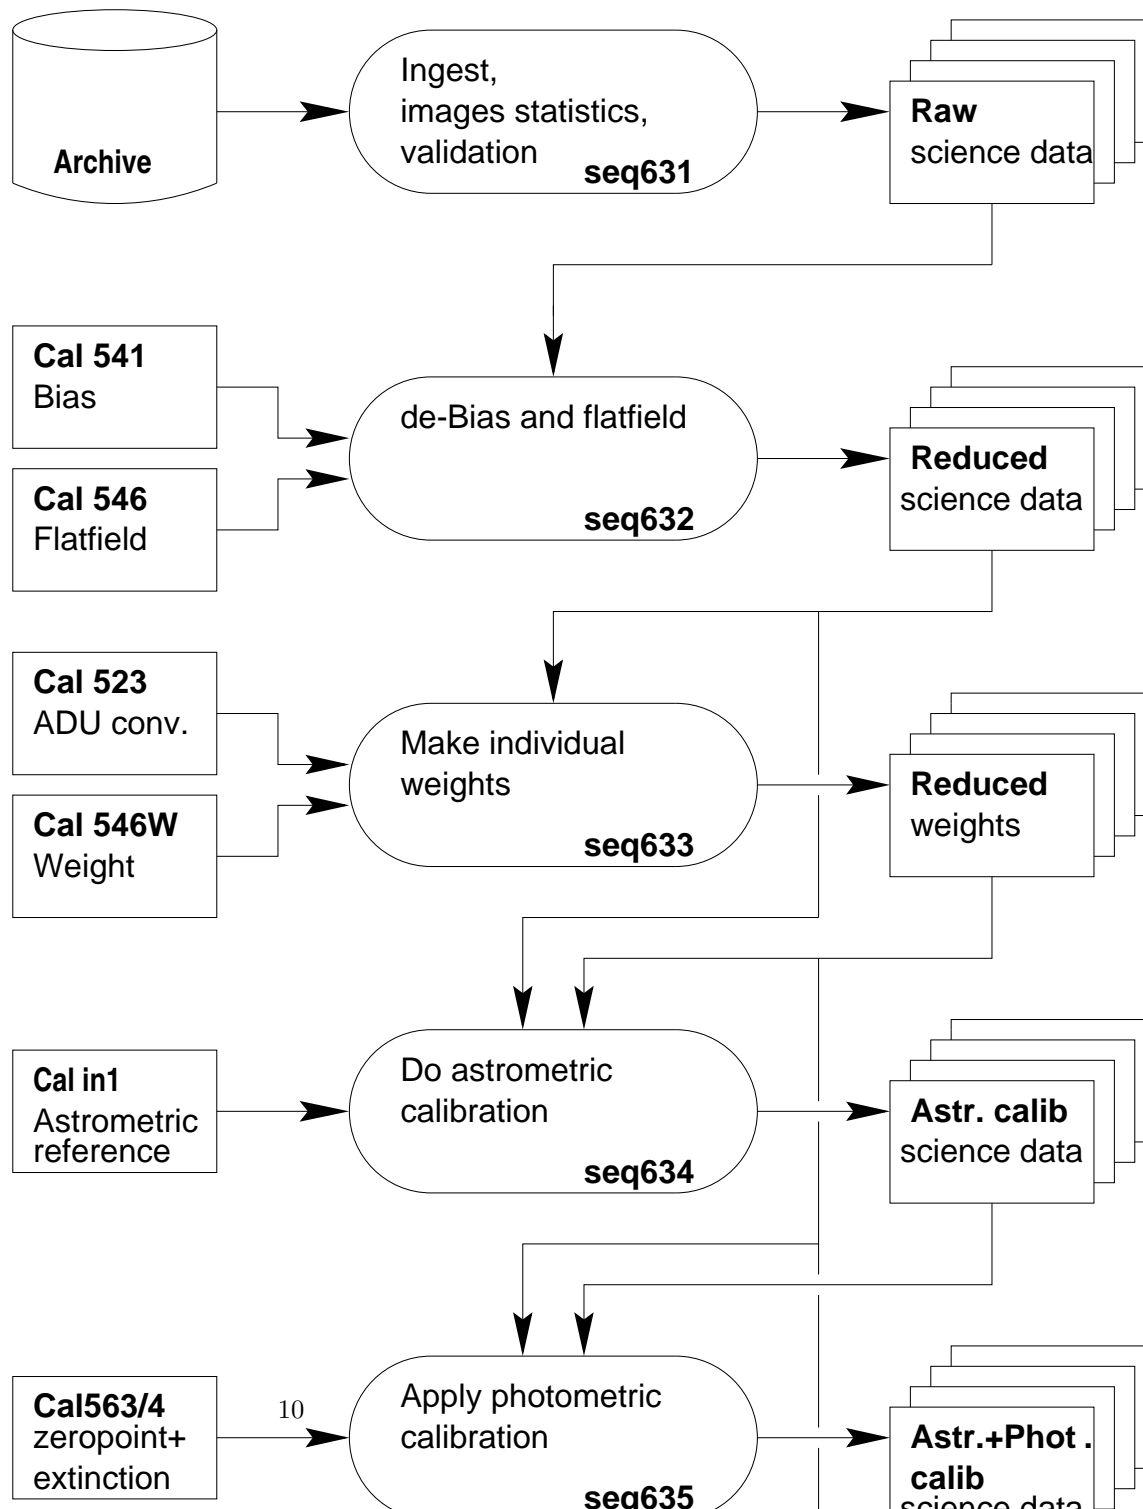 Archive
Ingest,
images statistics,
validation
seq631
Raw
science data
Cal 541
Bias
Cal 546
Flatfield
de-Bias and flatfield
seq632
Reduced
science data
Cal 523
ADU conv.
Cal 546W
Weight
Make individual
weights
seq633
Reduced
weights
Cal in1
Astrometric
reference
Do astrometric
calibration
seq634
Astr. calib
science data
Cal563/4
zeropoint+
extinction
10
Apply photometric
calibration
seq635
Astr.+Phot .
calib
science data